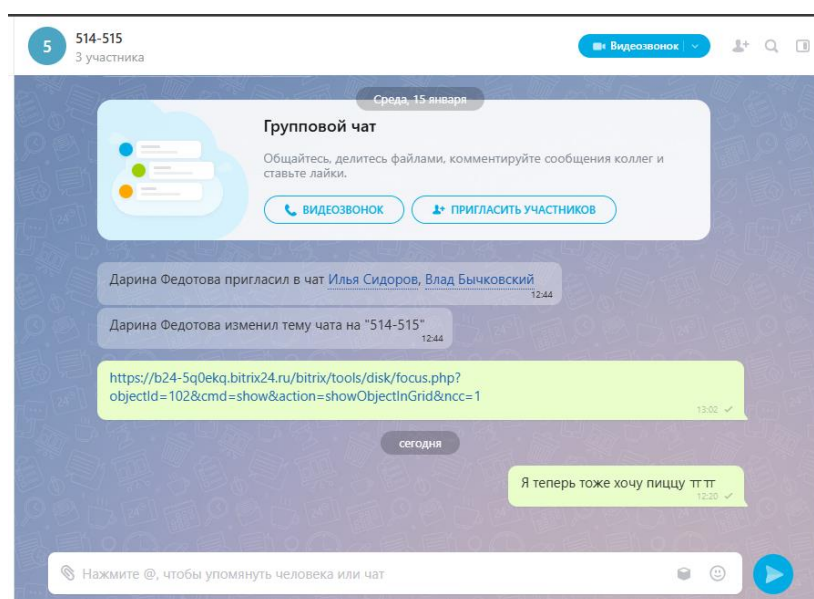 5
514-515
3 участника
Видеозвонок
Среда, 15 января
Групповой чат
Общайтесь, делитесь файлами, комментируйте сообщения коллег и
ставьте лайки.
ВИДЕОЗВОНОК
ПРИГЛАСИТЬ УЧАСТНИКОВ
Дарина Федотова пригласил в чат Илья Сидоров, Влад Бычковский
12:44
Дарина Федотова изменил тему чата на "514-515"
12:44
https://b24-5q0ekq.bitrix24.ru/bitrix/tools/disk/focus.php?
objectId=102&cmd=show&action=showObjectInGrid&ncc=1
13:02
сегодня
Я теперь тоже хочу пиццу ㅠㅠ
12:20
Нажмите @, чтобы упомянуть человека или чат